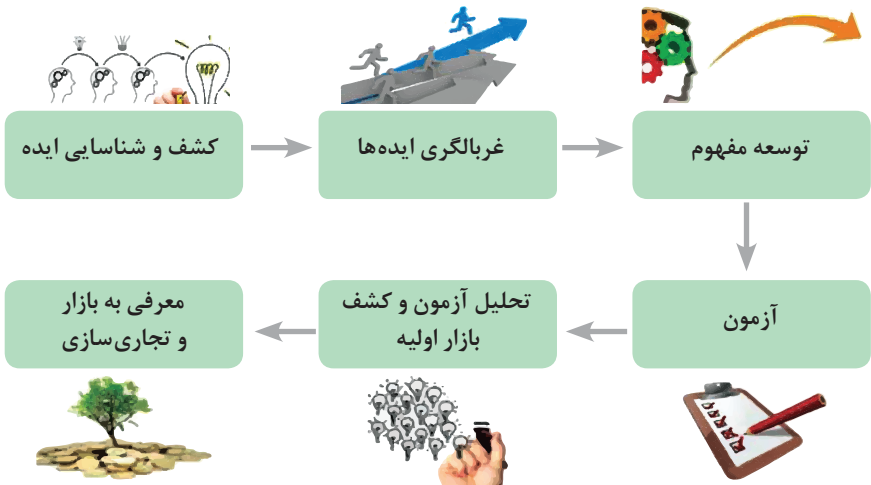 کشف و شناسایی ایده
غربالگری ایده‌ها
توسعه مفهوم
آزمون
تحلیل آزمون و کشف
بازار اولیه
معرفی به بازار
و تجاری‌سازی